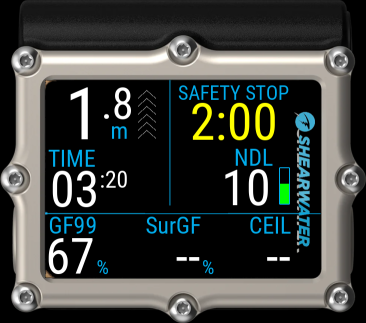 1.8 m
SAFETY STOP
2:00
TIME
03:20
NDL
10
SHEARWATER
GF99
67%
SurGF
--%
CEIL
--